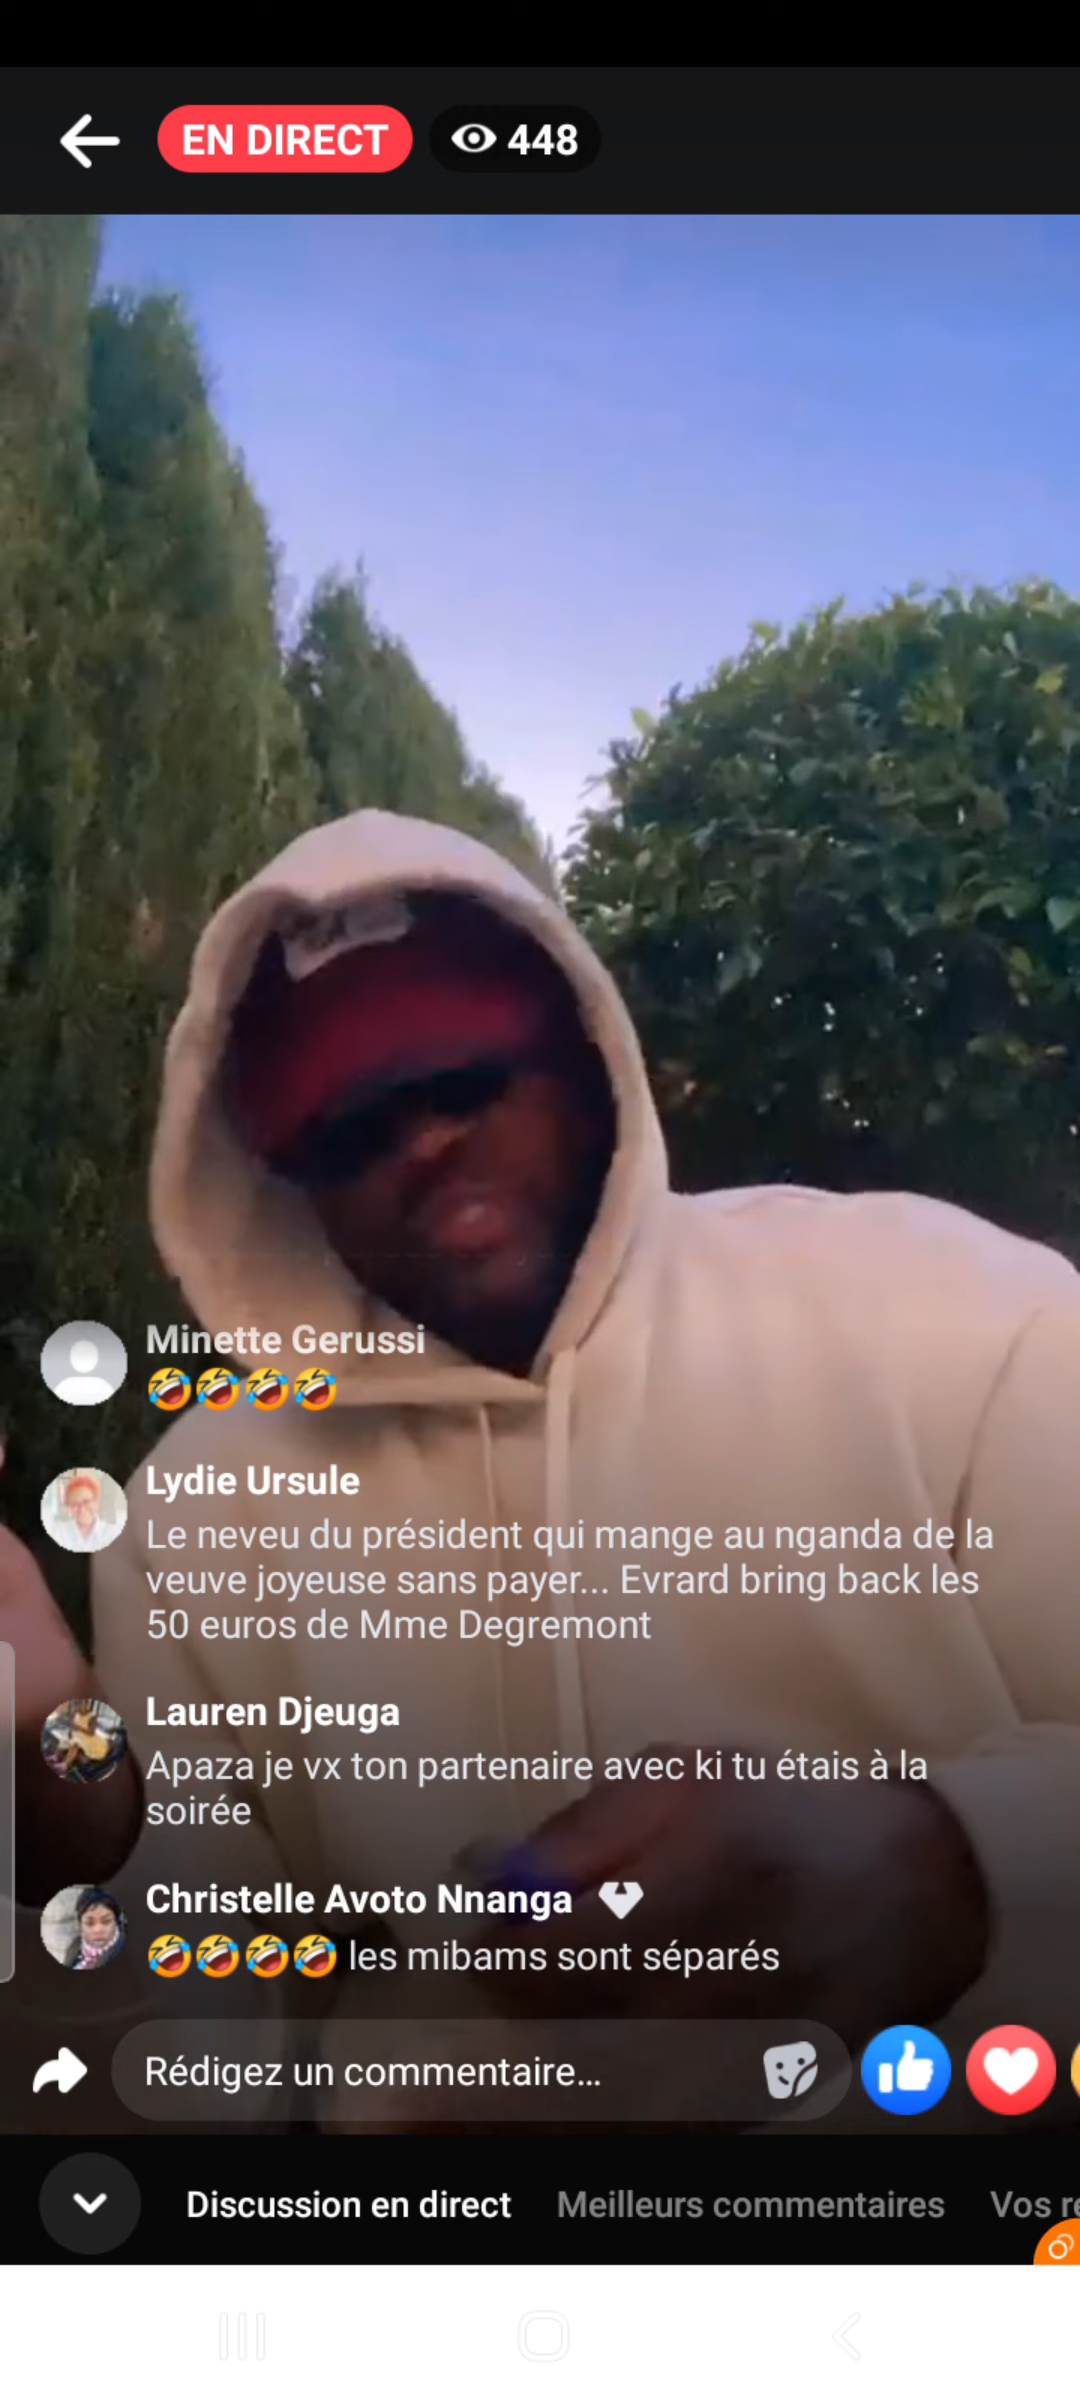 EN DIRECT 448
Minette Gerussi
🤣🤣🤣🤣
Lydie Ursule
Le neveu du président qui mange au nganda de la
veuve joyeuse sans payer... Evrard bring back les
50 euros de Mme Degremont
Lauren Djeuga
Apaza je vx ton partenaire avec ki tu étais à la
soirée
Christelle Avoto Nnanga
🤣🤣🤣🤣 les mibams sont séparés
Rédigez un commentaire...
Discussion en direct Meilleurs commentaires Vos re